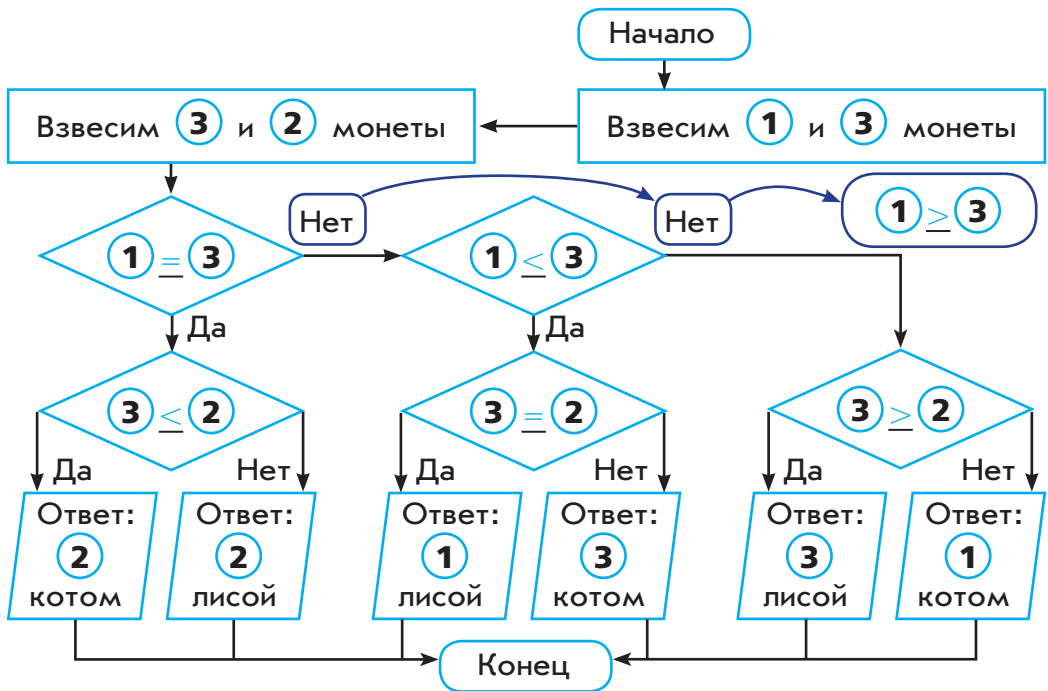 Начало
Взвесим 3 и 2 монеты
Взвесим 1 и 3 монеты
Нет
Нет
1 > 3
1 = 3
1 < 3
Да
Да
3 < 2
3 = 2
3 > 2
Да
Нет
Да
Нет
Да
Нет
Ответ:
2
котом
Ответ:
2
лисой
Ответ:
1
лисой
Ответ:
3
котом
Ответ:
3
лисой
Ответ:
1
котом
Конец